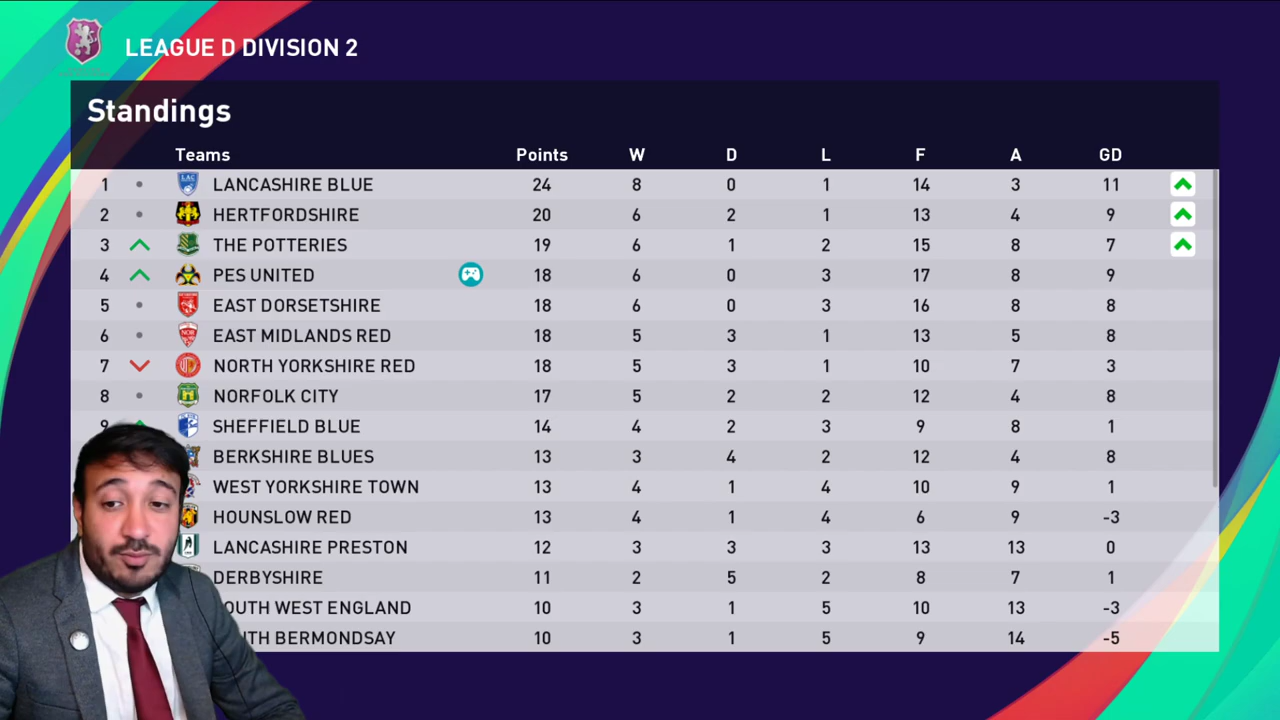 LEAGUE D DIVISION 2
Standings
Teams Points W D L F A GD
1 LANCASHIRE BLUE 24 8 0 1 14 3 11
2 HERTFORDSHIRE 20 6 2 1 13 4 9
3 THE POTTERIES 19 6 1 2 15 8 7
4 PES UNITED 18 6 0 3 17 8 9
5 EAST DORSETSHIRE 18 6 0 3 16 8 8
6 EAST MIDLANDS RED 18 5 3 1 13 5 8
7 NORTH YORKSHIRE RED 18 5 3 1 10 7 3
8 NORFOLK CITY 17 5 2 2 12 4 8
9 SHEFFIELD BLUE 14 4 2 3 9 8 1
BERKSHIRE BLUES 13 3 4 2 12 4 8
WEST YORKSHIRE TOWN 13 4 1 4 10 9 1
HOUNSLOW RED 13 4 1 4 6 9 -3
LANCASHIRE PRESTON 12 3 3 3 13 13 0
DERBYSHIRE 11 2 5 2 8 7 1
OUTH WEST ENGLAND 10 3 1 5 10 13 -3
TH BERMONDSAY 10 3 1 5 9 14 -5